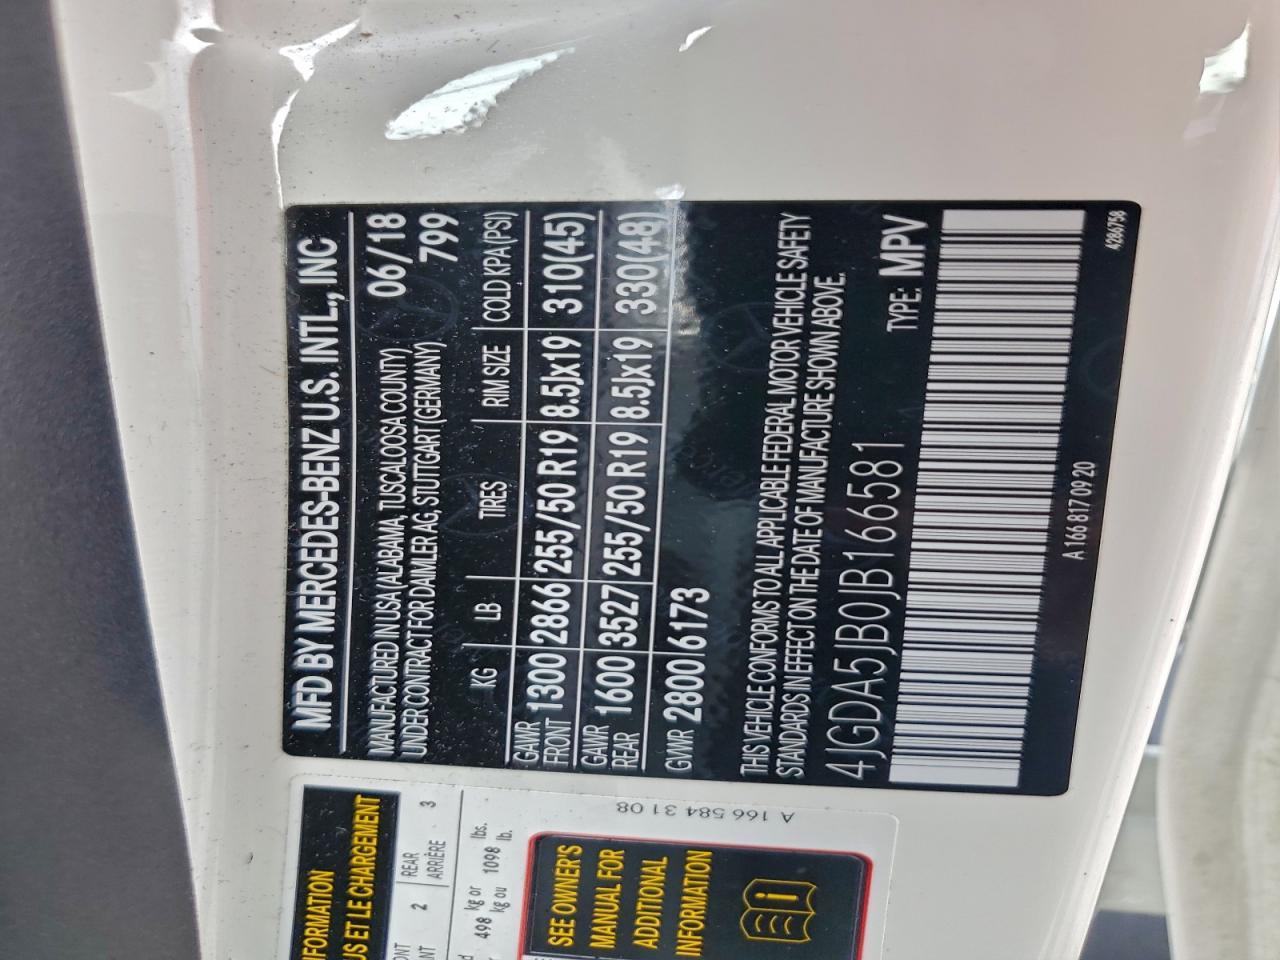 MFD BY MERCEDES-BENZ U.S. INTL., INC
MANUFACTURED IN USA (ALABAMA, TUSCALOOSA COUNTY) 06/18
UNDER CONTRACT FOR DAIMLER AG, STUTTGART (GERMANY) 799
KG LB TIRES RIM SIZE COLD KPA(PSI)
GAWR FRONT 1300 2866 255/50 R19 8.5Jx19 310(45)
GAWR REAR 1600 3527 255/50 R19 8.5Jx19 330(48)
GVWR 2800 6173
THIS VEHICLE CONFORMS TO ALL APPLICABLE FEDERAL MOTOR VEHICLE SAFETY
STANDARDS IN EFFECT ON THE DATE OF MANUFACTURE SHOWN ABOVE.
4JGDA5JB0JB166581 TYPE: MPV
A 166 817 09 20
4286758
FORMATION
US ET LE CHARGEMENT
2 REAR 3
ARRIÈRE
498 kg or 1098 lbs.
kg ou lb.
A 166 584 31 08
SEE OWNER'S
MANUAL FOR
ADDITIONAL
INFORMATION